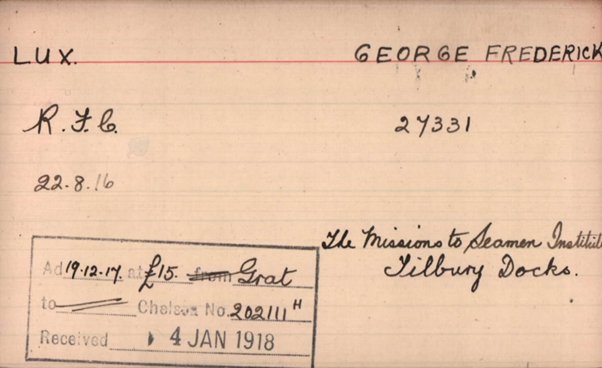 LUX. GEORGE FREDERICK
R.F.C. 27331
22.8.16
The Missions to Seamen Institut
Tilbury Docks.
Ad 19.12.17. at £15. from Grat
to Chelsea No. 202111 H
Received 4 JAN 1918